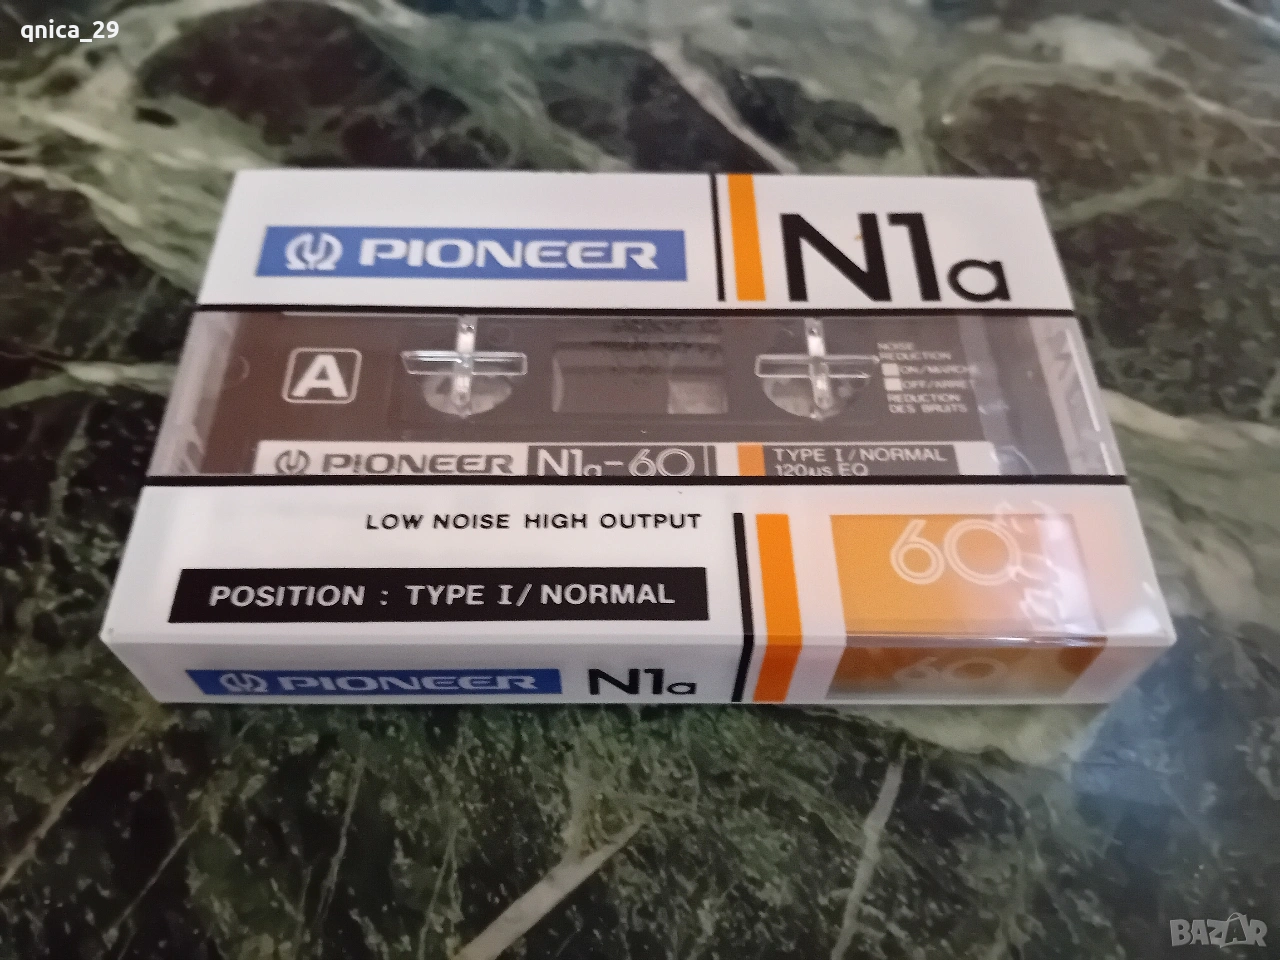 qnica_29
PIONEER N1a
A
NOISE
REDUCTION
ON/MARCHE
OFF/ARRET
REDUCTION
DES BRUITS
PIONEER N1a-60 TYPE I/NORMAL
120µs EQ
LOW NOISE HIGH OUTPUT
60
POSITION : TYPE I/NORMAL
PIONEER N1a 60
BAZAR